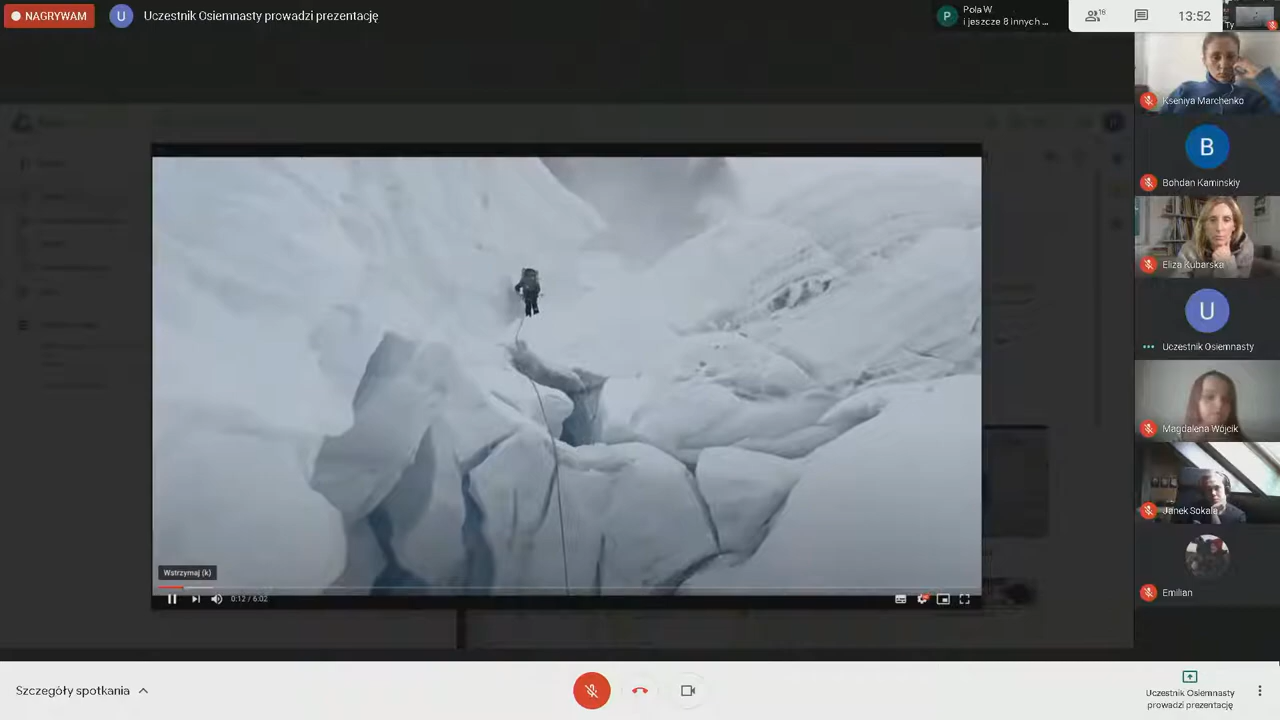 NAGRYWAM
U
Uczestnik Osiemnasty prowadzi prezentację
P
Pola W.
i jeszcze 8 innych ...
16
13:52
Ty
Kseniya Marchenko
B
Bohdan Kaminskiy
Eliza Kubarska
U
Uczestnik Osiemnasty
Magdalena Wójcik
Janek Sokala
Emilian
Wstrzymaj (k)
0:12 / 6:02
Szczegóły spotkania
Uczestnik Osiemnasty
prowadzi prezentację